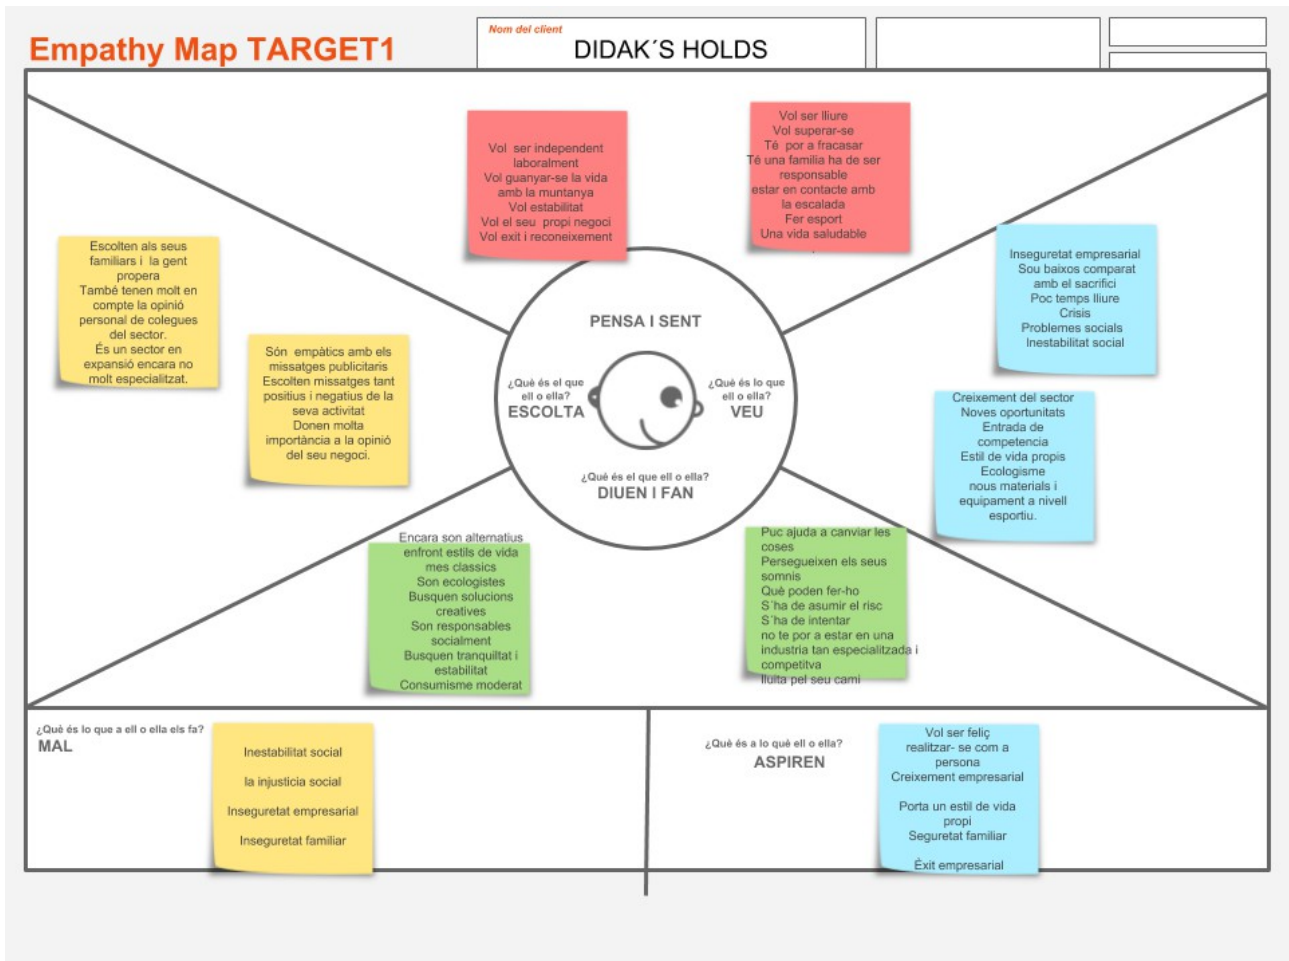 Empathy Map TARGET1
Nom del client
DIDAK´S HOLDS
Vol ser independent
laboralment
Vol guanyar-se la vida
amb la muntanya
Vol estabilitat
Vol el seu propi negoci
Vol exit i reconeixement
Vol ser lliure
Vol superar-se
Té por a fracasar
Té una familia ha de ser
responsable
estar en contacte amb
la escalada
Fer esport
Una vida saludable
.
Escolten als seus
familiars i la gent
propera
També tenen molt en
compte la opinió
personal de colegues
del sector.
És un sector en
expansió encara no
molt especialitzat.
Són empàtics amb els
missatges publicitaris
Escolten missatges tant
positius i negatius de la
seva activitat
Donen molta
importància a la opinió
del seu negoci.
PENSA I SENT
¿Què és el que
ell o ella?
ESCOLTA
¿Què és lo que
ell o ella?
VEU
¿Què és el que ell o ella?
DIUEN I FAN
Inseguretat empresarial
Sou baixos comparat
amb el sacrifici
Poc temps lliure
Crisis
Problemes socials
Inestabilitat social
Creixement del sector
Noves oportunitats
Entrada de
competencia
Estil de vida propis
Ecologisme
nous materials i
equipament a nivell
esportiu.
Encara son alternatius
enfront estils de vida
mes classics
Son ecologistes
Busquen solucions
creatives
Son responsables
socialment
Busquen tranquiltat i
estabilitat
Consumisme moderat
Puc ajuda a canviar les
coses
Persegueixen els seus
somnis
Què poden fer-ho
S´ha de asumir el risc
S´ha de intentar
no te por a estar en una
industria tan especialitzada i
competitva
lluita pel seu cami
¿Què és lo que a ell o ella els fa?
MAL
Inestabilitat social
la injusticia social
Inseguretat empresarial
Inseguretat familiar
¿Què és a lo què ell o ella?
ASPIREN
Vol ser feliç
realitzar- se com a
persona
Creixement empresarial
Porta un estil de vida
propi
Seguretat familiar
Èxit empresarial